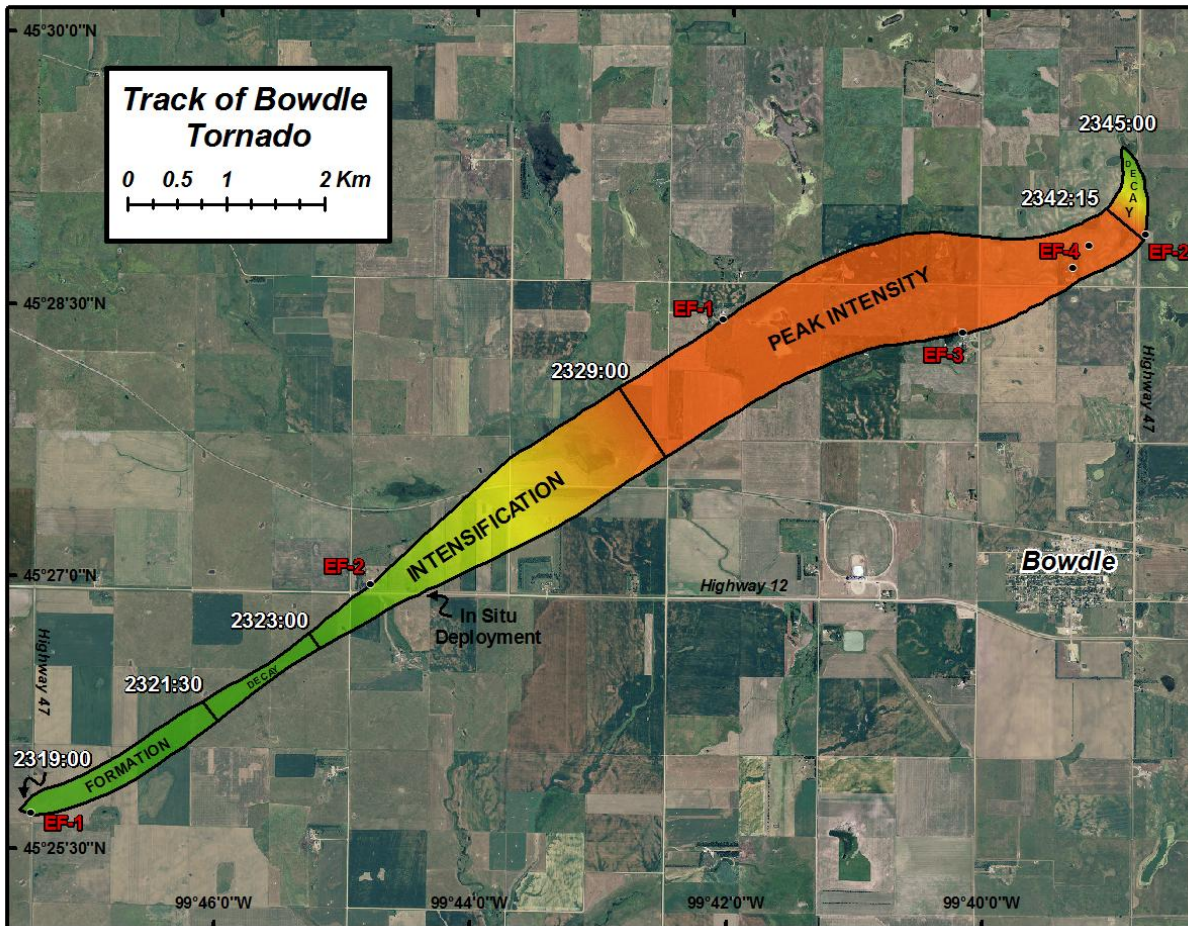 45°30'0"N
Track of Bowdle
Tornado
0 0.5 1 2 Km
2345:00
DECAY
2342:15
EF-4
EF-2
45°28'30"N
EF-1
PEAK INTENSITY
EF-3
Highway 47
2329:00
INTENSIFICATION
EF-2
45°27'0"N
Highway 12
Bowdle
In Situ
Deployment
2323:00
DECAY
2321:30
Highway 47
2319:00
FORMATION
EF-1
45°25'30"N
99°46'0"W 99°44'0"W 99°42'0"W 99°40'0"W